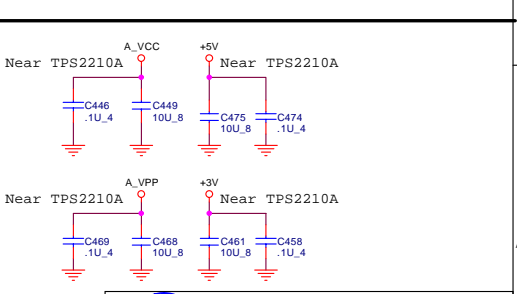 A_VCC
+5V
Near TPS2210A
Near TPS2210A
C446
.1U_4
C449
10U_8
C475
10U_8
C474
.1U_4
A_VPP
+3V
Near TPS2210A
Near TPS2210A
C469
.1U_4
C468
10U_8
C461
10U_8
C458
.1U_4